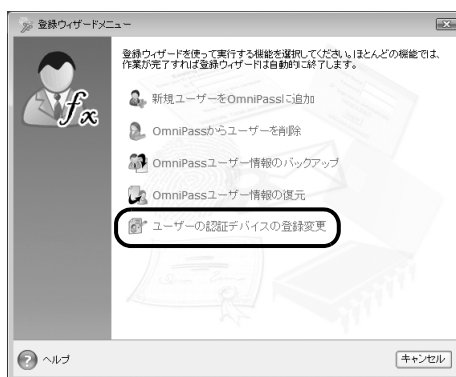 登録ウィザードメニュー
登録ウィザードを使って実行する機能を選択してください。ほとんどの機能では、
作業が完了すれば登録ウィザードは自動的に終了します。
fx
新規ユーザーをOmniPassに追加
OmniPassからユーザーを削除
OmniPassユーザー情報のバックアップ
OmniPassユーザー情報の復元
ユーザーの認証デバイスの登録変更
ヘルプ
キャンセル